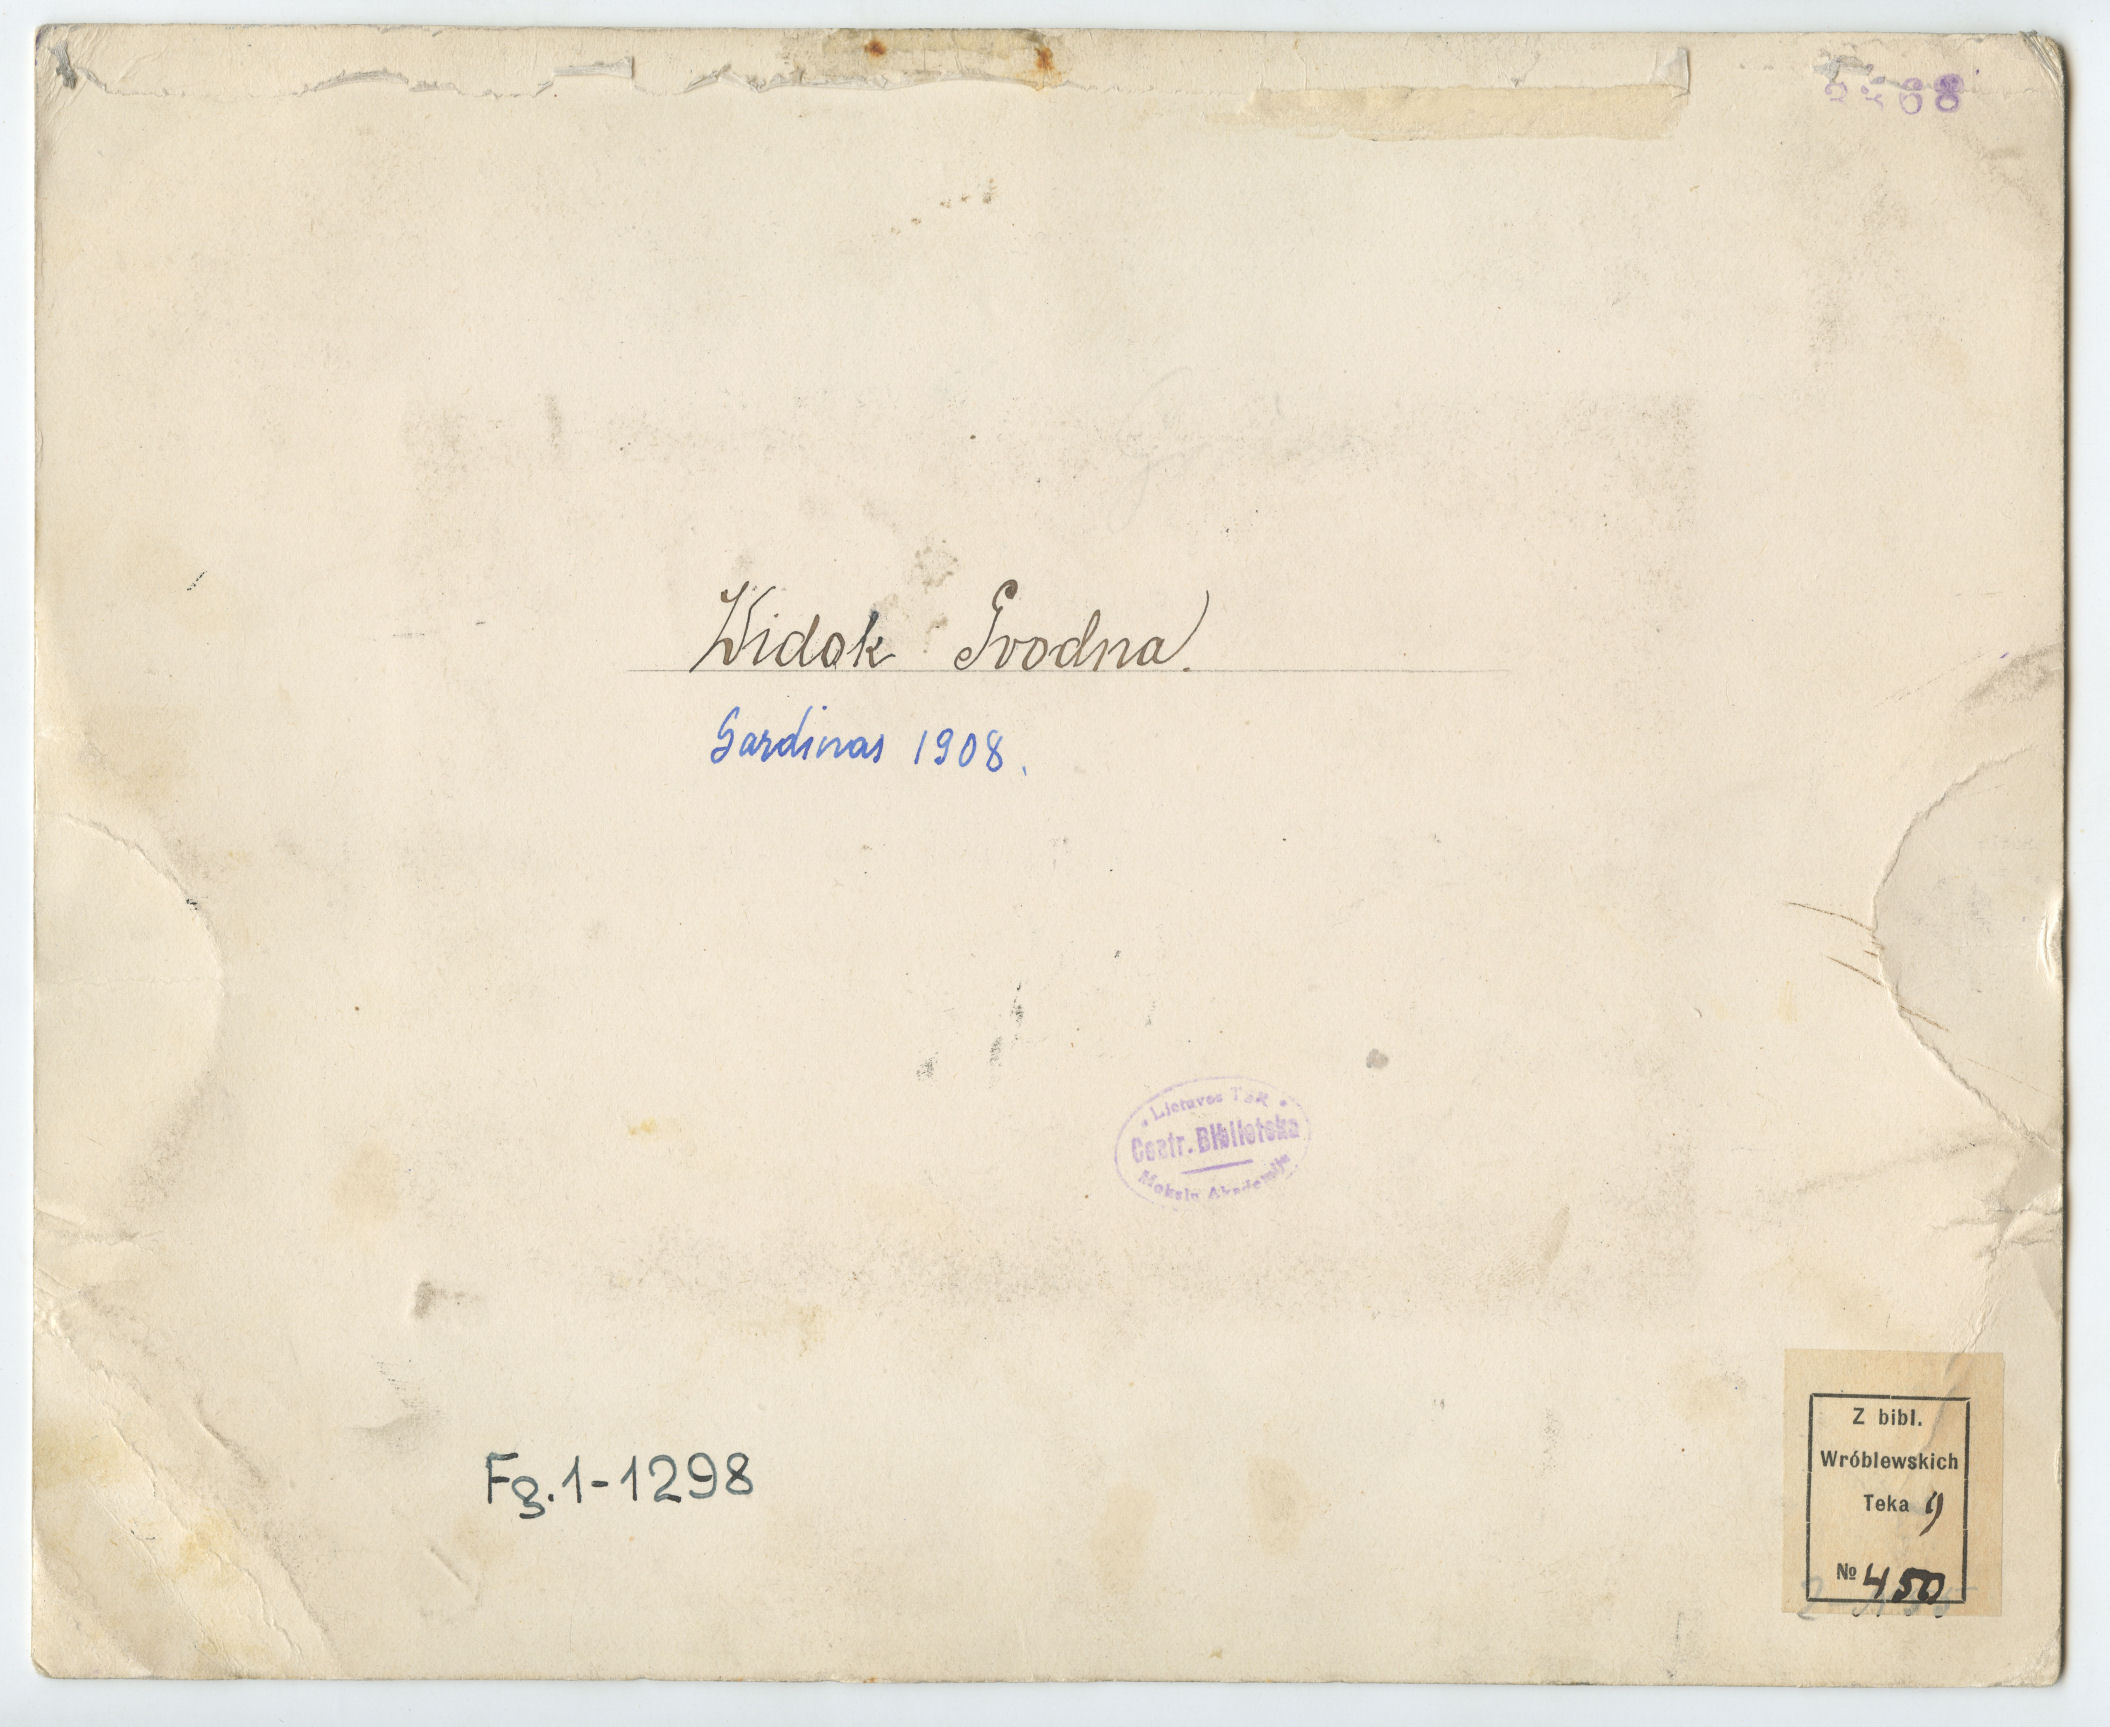 Widok Grodna.
Gardinas 1908.
Lietuvos TSR
Centr. Biblioteka
Mokslų Akademija
Fg.1-1298
Z bibl.
Wróblewskich
Teka 9
№ 450